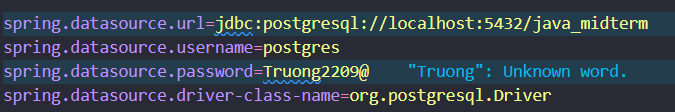 spring.datasource.url=jdbc:postgresql://localhost:5432/java_midterm
spring.datasource.username=postgres
spring.datasource.password=Truong2209@    "Truong": Unknown word.
spring.datasource.driver-class-name=org.postgresql.Driver